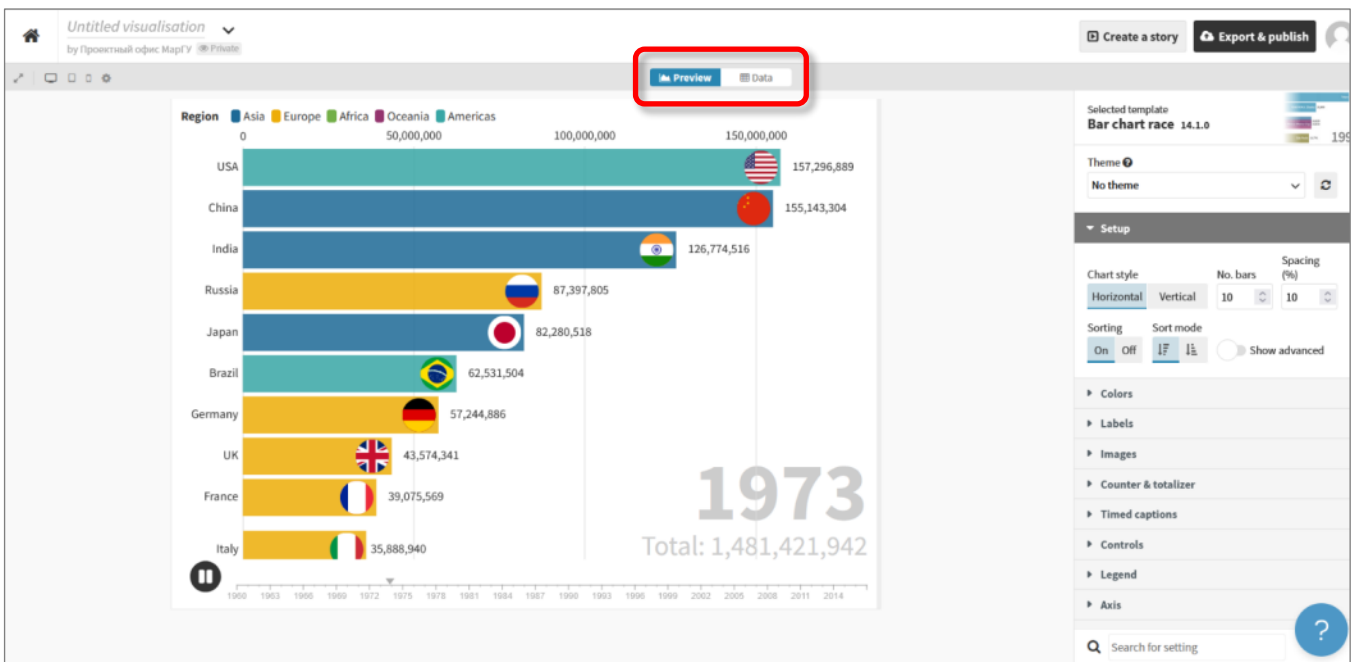 Untitled visualisation
by Проектный офис МарГУ Private
Create a story
Export & publish
Preview
Data
Region Asia Europe Africa Oceania Americas
0 50,000,000 100,000,000 150,000,000
USA 157,296,889
China 155,143,304
India 126,774,516
Russia 87,397,805
Japan 82,280,518
Brazil 62,531,504
Germany 57,244,886
UK 43,574,341
France 39,075,569
Italy 35,888,940
1973
Total: 1,481,421,942
1960 1963 1966 1969 1972 1975 1978 1981 1984 1987 1990 1993 1996 1999 2002 2005 2008 2011 2014
Selected template
Bar chart race 14.1.0
199
Theme ?
No theme
Setup
Chart style
No. bars
Spacing
(%)
Horizontal Vertical 10 10
Sorting Sort mode
On Off Show advanced
Colors
Labels
Images
Counter & totalizer
Timed captions
Controls
Legend
Axis
Search for setting
?